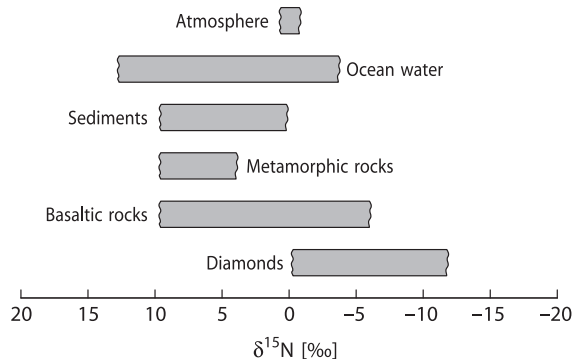 Atmosphere
Ocean water
Sediments
Metamorphic rocks
Basaltic rocks
Diamonds
20 15 10 5 0 –5 –10 –15 –20
δ¹⁵N [‰]